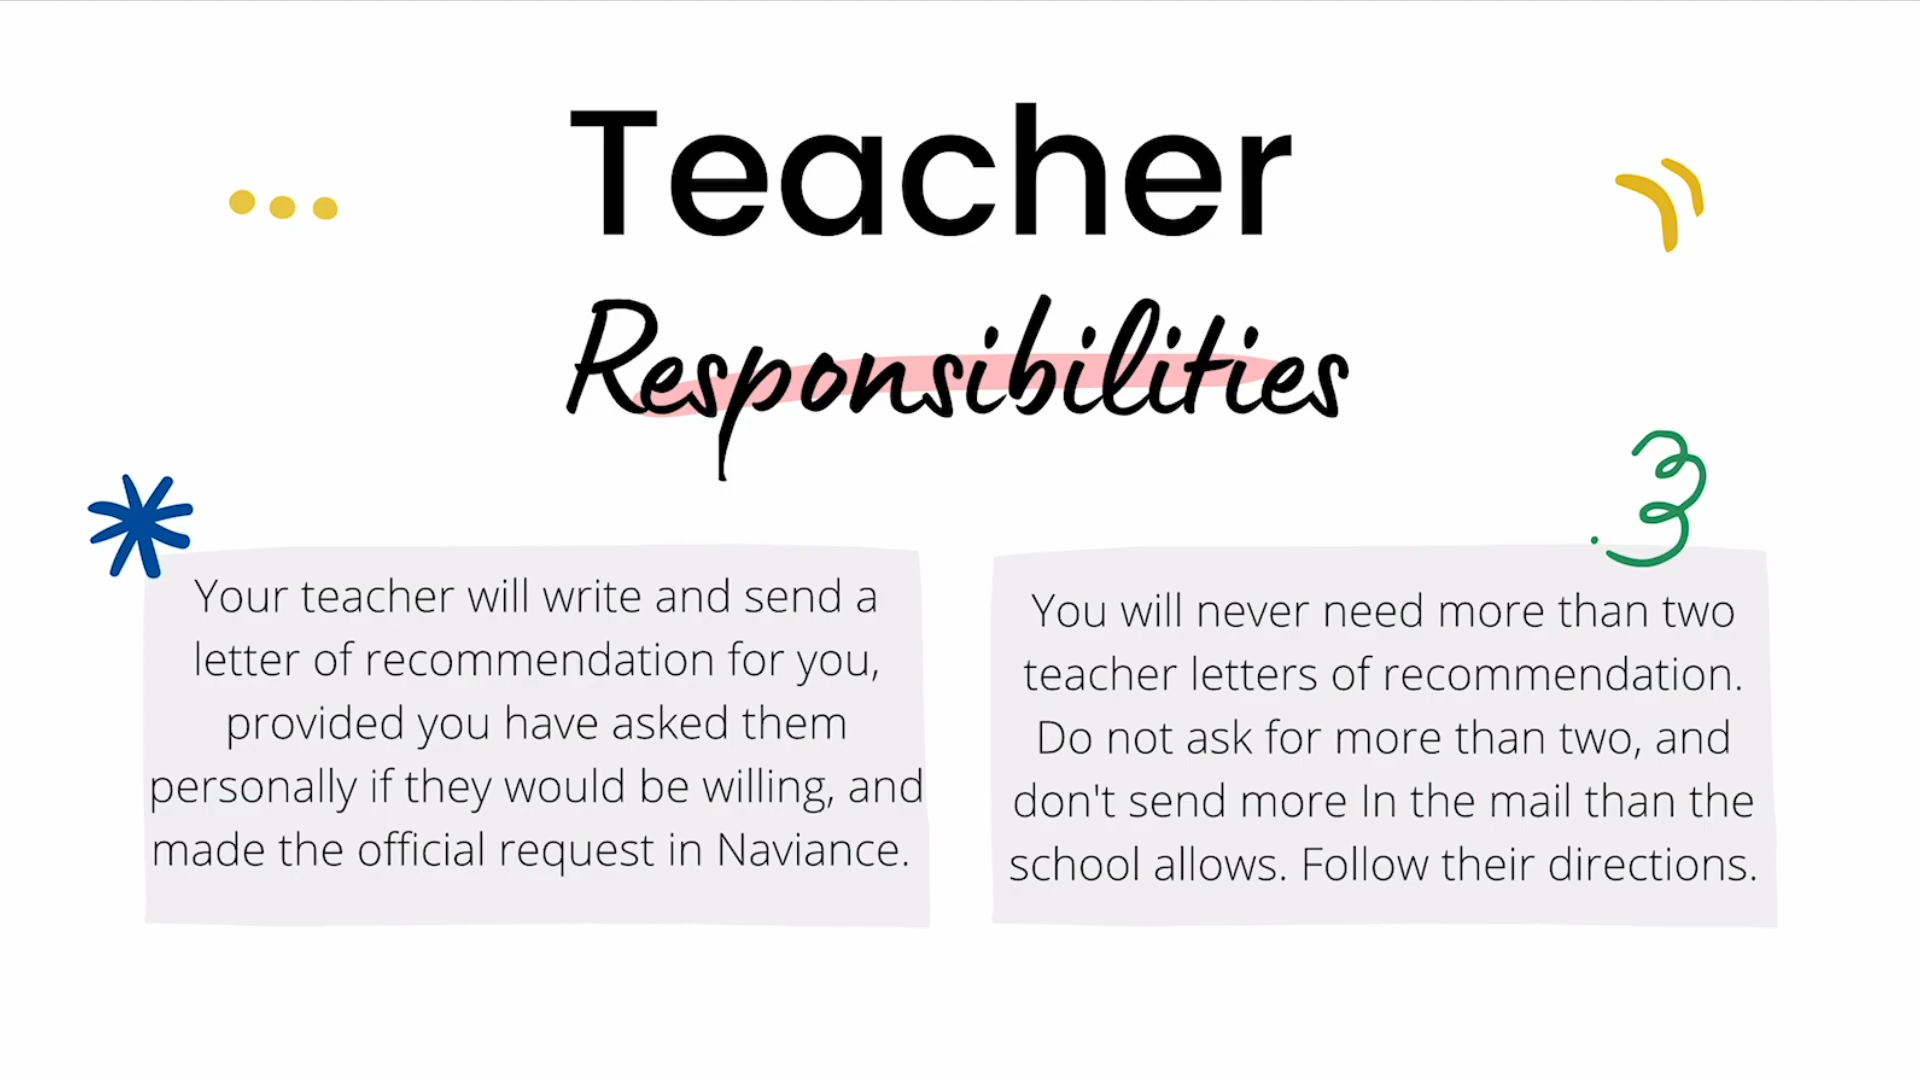 Teacher
Responsibilities
Your teacher will write and send a
letter of recommendation for you,
provided you have asked them
personally if they would be willing, and
made the official request in Naviance.
You will never need more than two
teacher letters of recommendation.
Do not ask for more than two, and
don't send more In the mail than the
school allows. Follow their directions.